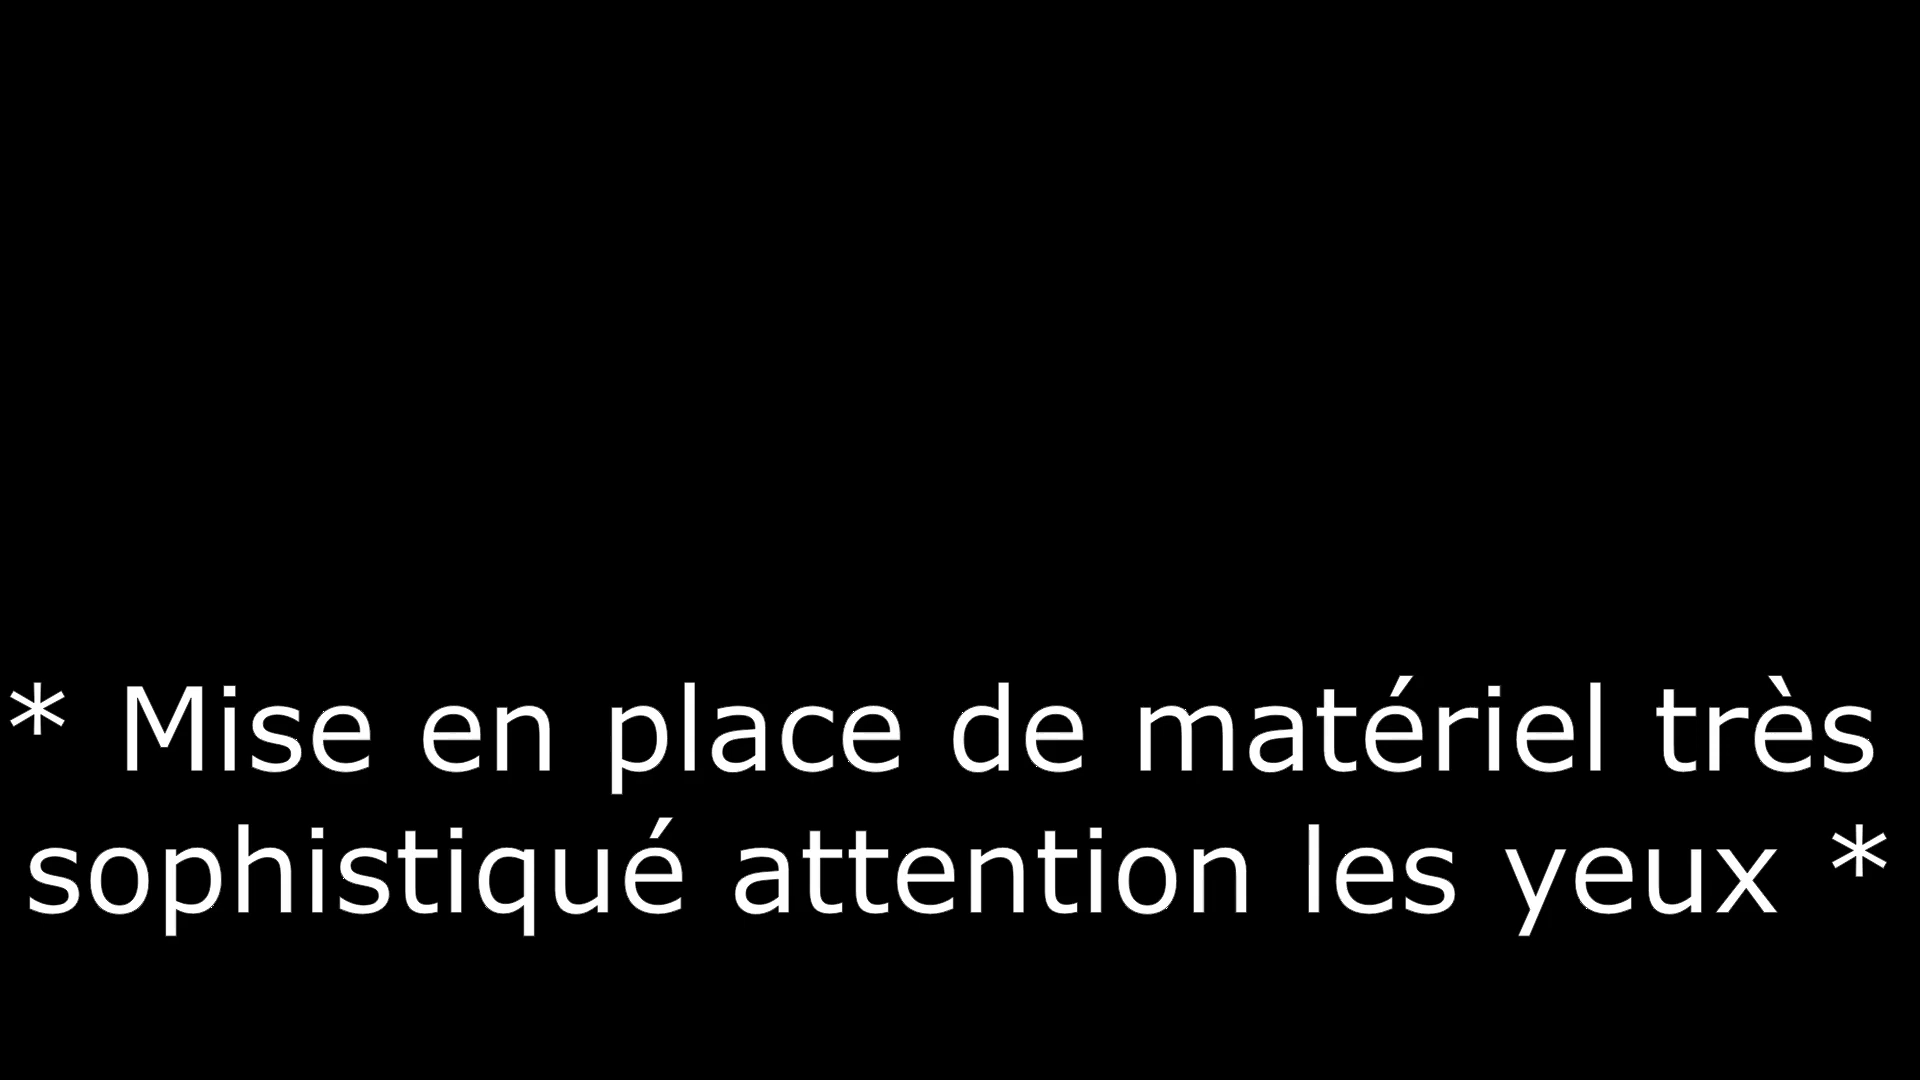 * Mise en place de matériel très
sophistiqué attention les yeux *